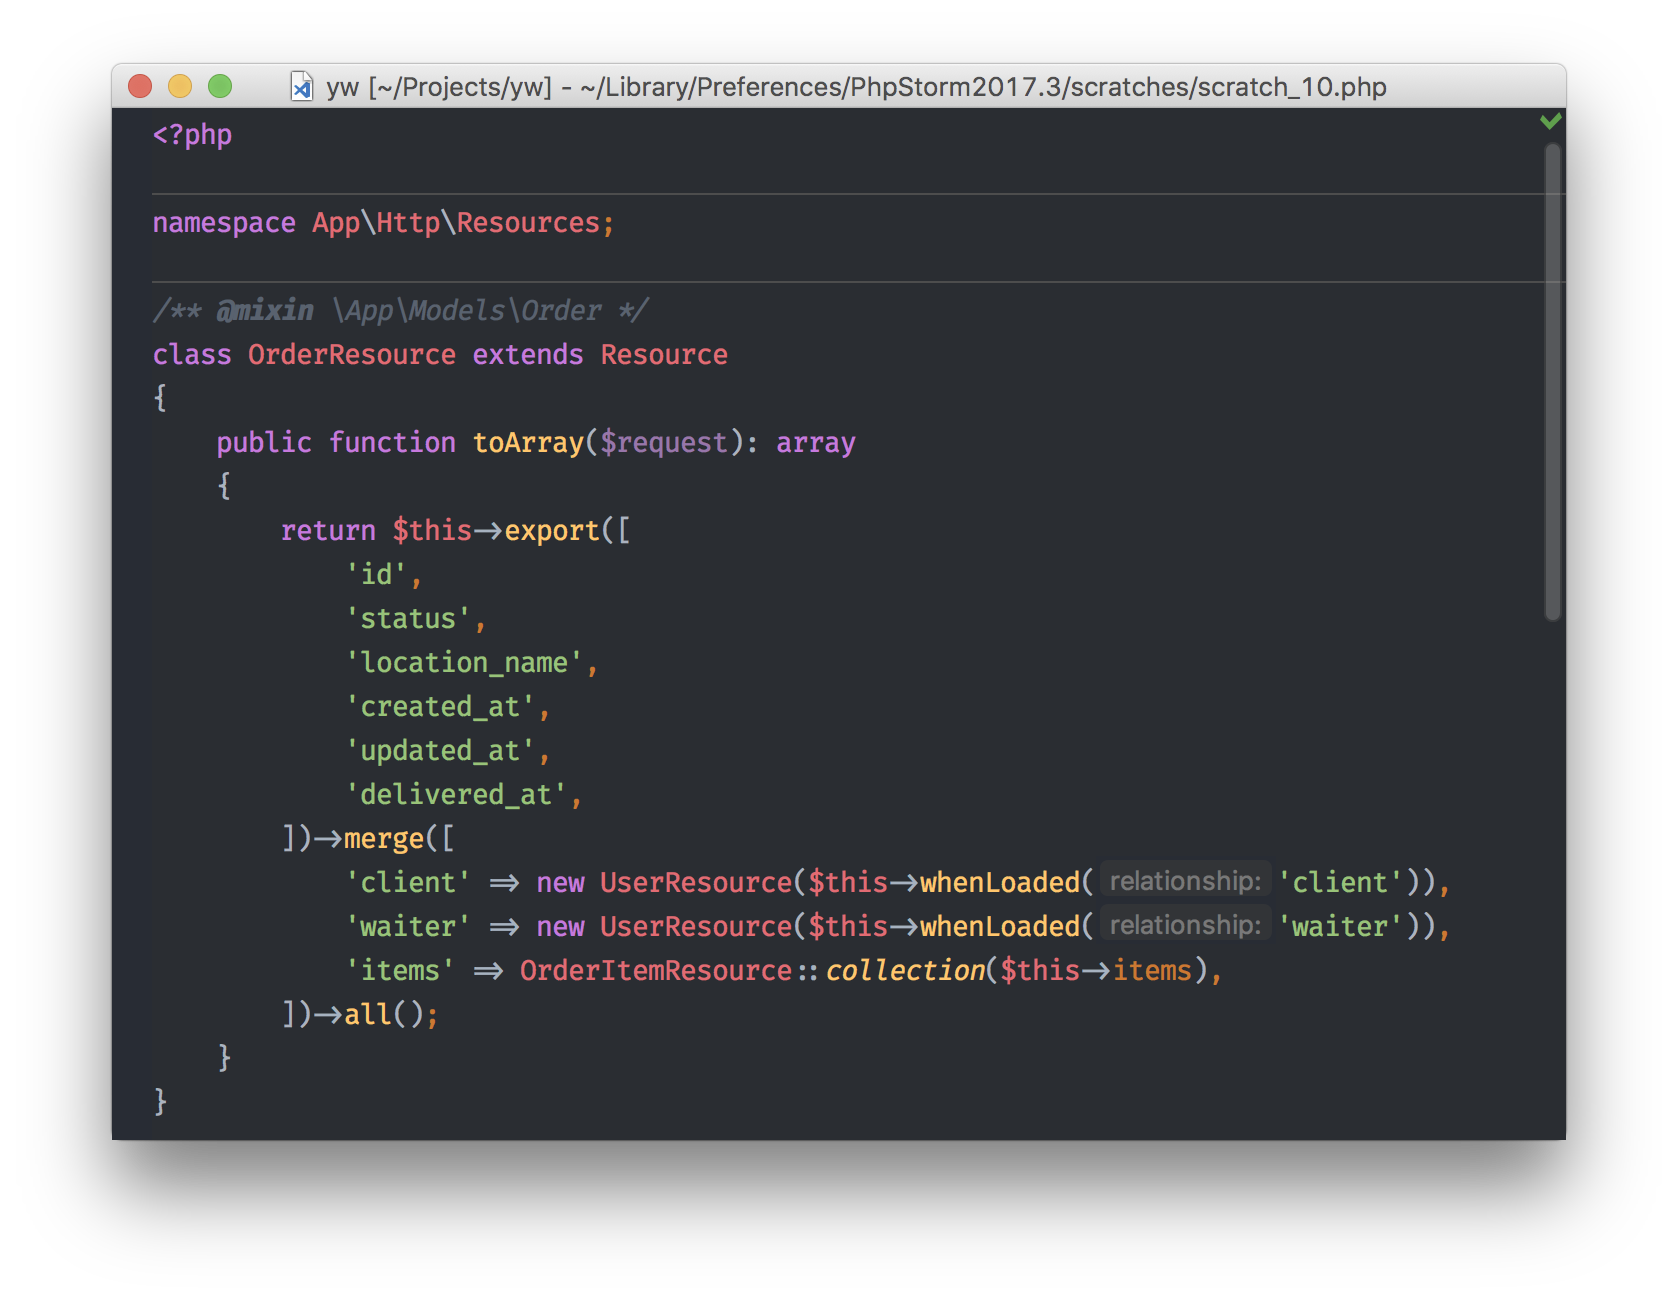 yw [~/Projects/yw] - ~/Library/Preferences/PhpStorm2017.3/scratches/scratch_10.php
<?php
namespace App\Http\Resources;
/** @mixin \App\Models\Order */
class OrderResource extends Resource
{
    public function toArray($request): array
    {
        return $this->export([
            'id',
            'status',
            'location_name',
            'created_at',
            'updated_at',
            'delivered_at',
        ])->merge([
            'client' => new UserResource($this->whenLoaded( relationship: 'client')),
            'waiter' => new UserResource($this->whenLoaded( relationship: 'waiter')),
            'items' => OrderItemResource::collection($this->items),
        ])->all();
    }
}